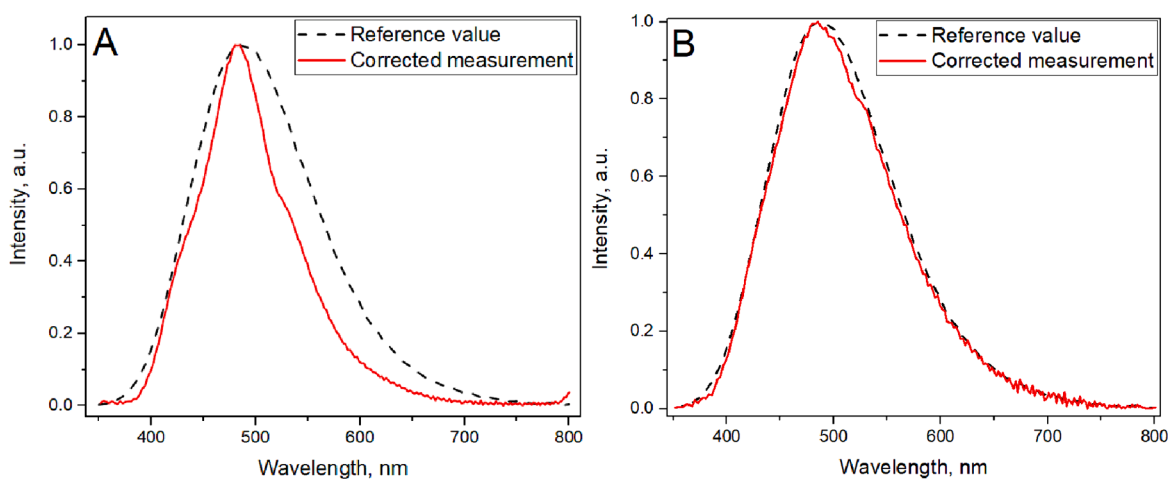 A
Reference value
Corrected measurement
1.0
0.8
0.6
0.4
0.2
0.0
Intensity, a.u.
400
500
600
700
800
Wavelength, nm
B
Reference value
Corrected measurement
1.0
0.8
0.6
0.4
0.2
0.0
Intensity, a.u.
400
500
600
700
800
Wavelength, nm